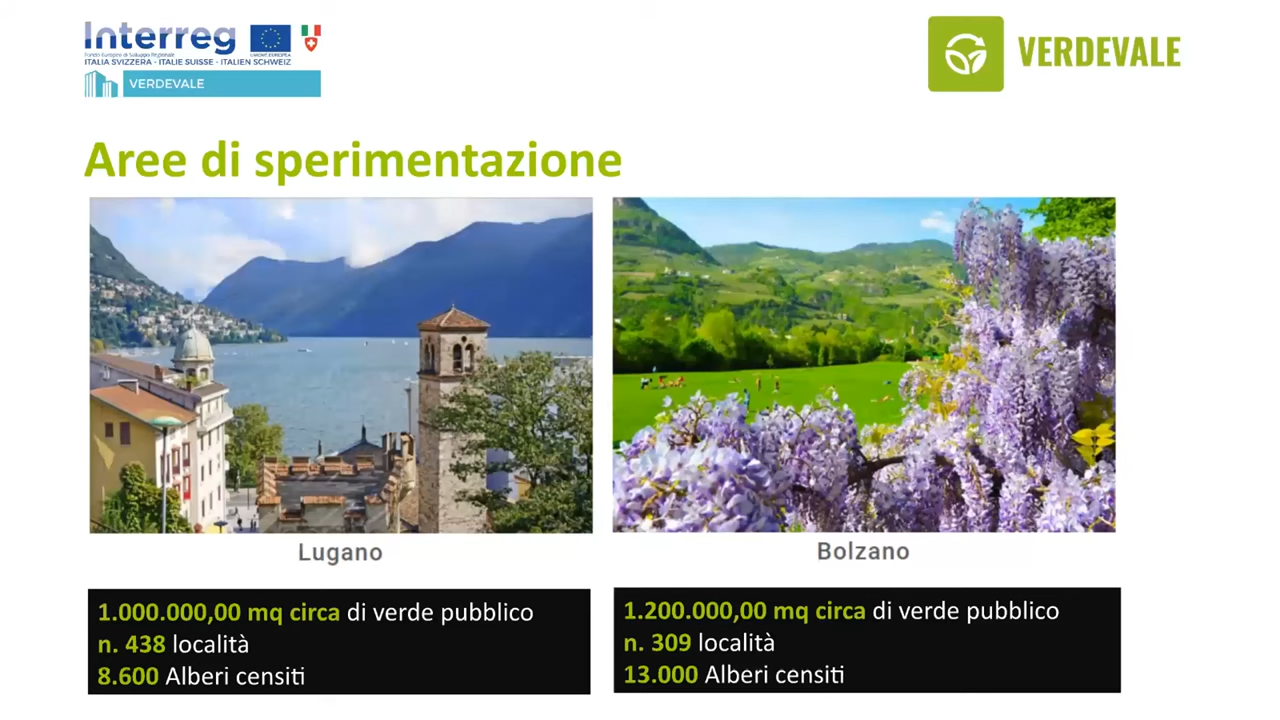 Interreg
Fondo Europeo di Sviluppo Regionale
UNIONE EUROPEA
ITALIA SVIZZERA - ITALIE SUISSE - ITALIEN SCHWEIZ
VERDEVALE
VERDEVALE
Aree di sperimentazione
Lugano
Bolzano
1.000.000,00 mq circa di verde pubblico
n. 438 località
8.600 Alberi censiti
1.200.000,00 mq circa di verde pubblico
n. 309 località
13.000 Alberi censiti